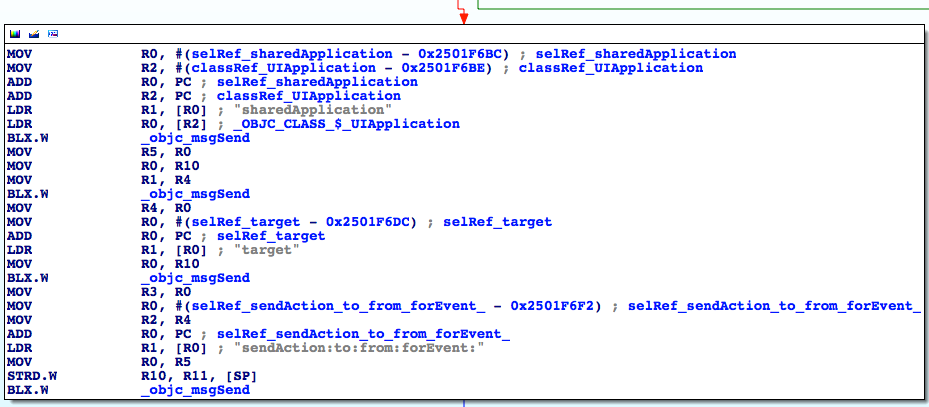 MOV R0, #(selRef_sharedApplication - 0x2501F6BC) ; selRef_sharedApplication
MOV R2, #(classRef_UIApplication - 0x2501F6BE) ; classRef_UIApplication
ADD R0, PC ; selRef_sharedApplication
ADD R2, PC ; classRef_UIApplication
LDR R1, [R0] ; "sharedApplication"
LDR R0, [R2] ; _OBJC_CLASS_$_UIApplication
BLX.W _objc_msgSend
MOV R5, R0
MOV R0, R10
MOV R1, R4
BLX.W _objc_msgSend
MOV R4, R0
MOV R0, #(selRef_target - 0x2501F6DC) ; selRef_target
ADD R0, PC ; selRef_target
LDR R1, [R0] ; "target"
MOV R0, R10
BLX.W _objc_msgSend
MOV R3, R0
MOV R0, #(selRef_sendAction_to_from_forEvent_ - 0x2501F6F2) ; selRef_sendAction_to_from_forEvent_
MOV R2, R4
ADD R0, PC ; selRef_sendAction_to_from_forEvent_
LDR R1, [R0] ; "sendAction:to:from:forEvent:"
MOV R0, R5
STRD.W R10, R11, [SP]
BLX.W _objc_msgSend